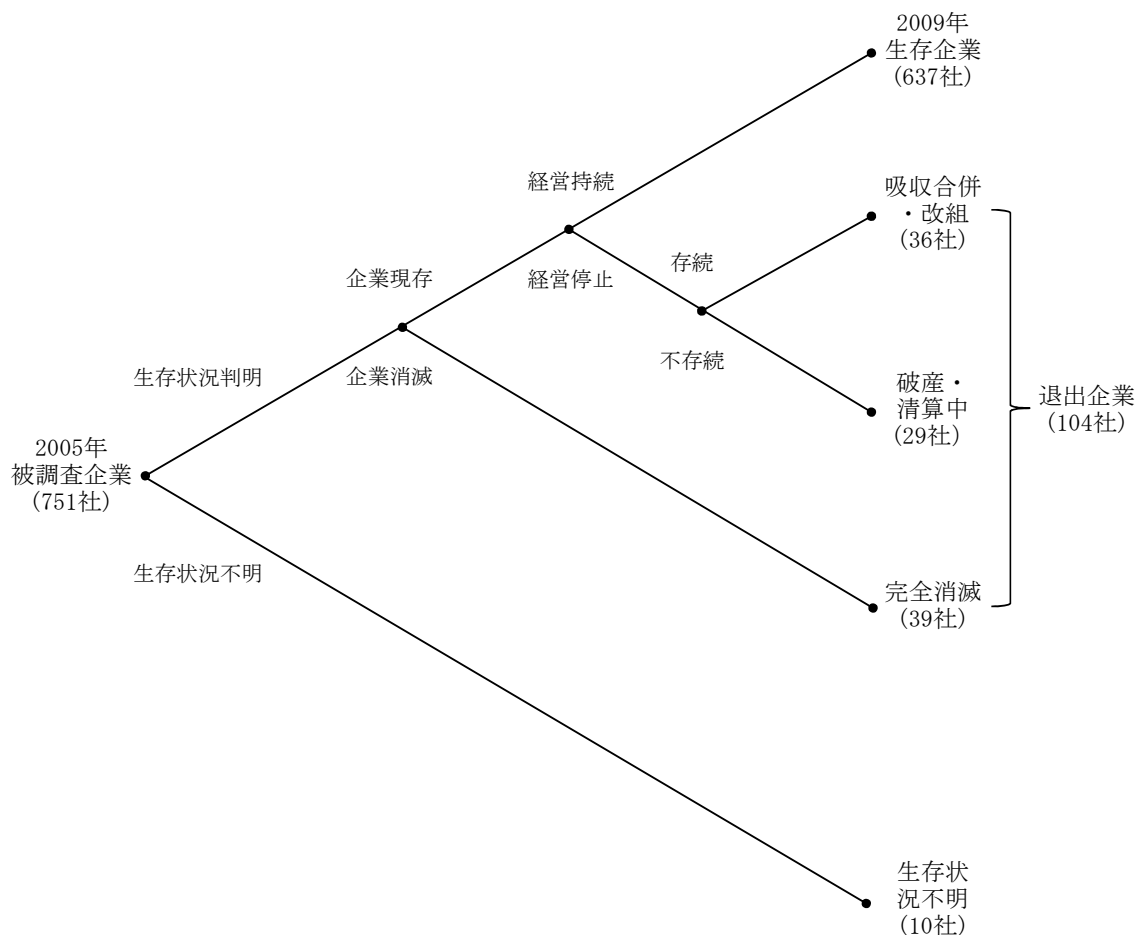 2009年
生存企業
(637社)
経営持続
吸収合併
・改組
(36社)
存続
企業現存
経営停止
不存続
生存状況判明
企業消滅
破産・
清算中
(29社)
退出企業
(104社)
2005年
被調査企業
(751社)
生存状況不明
完全消滅
(39社)
生存状
況不明
(10社)